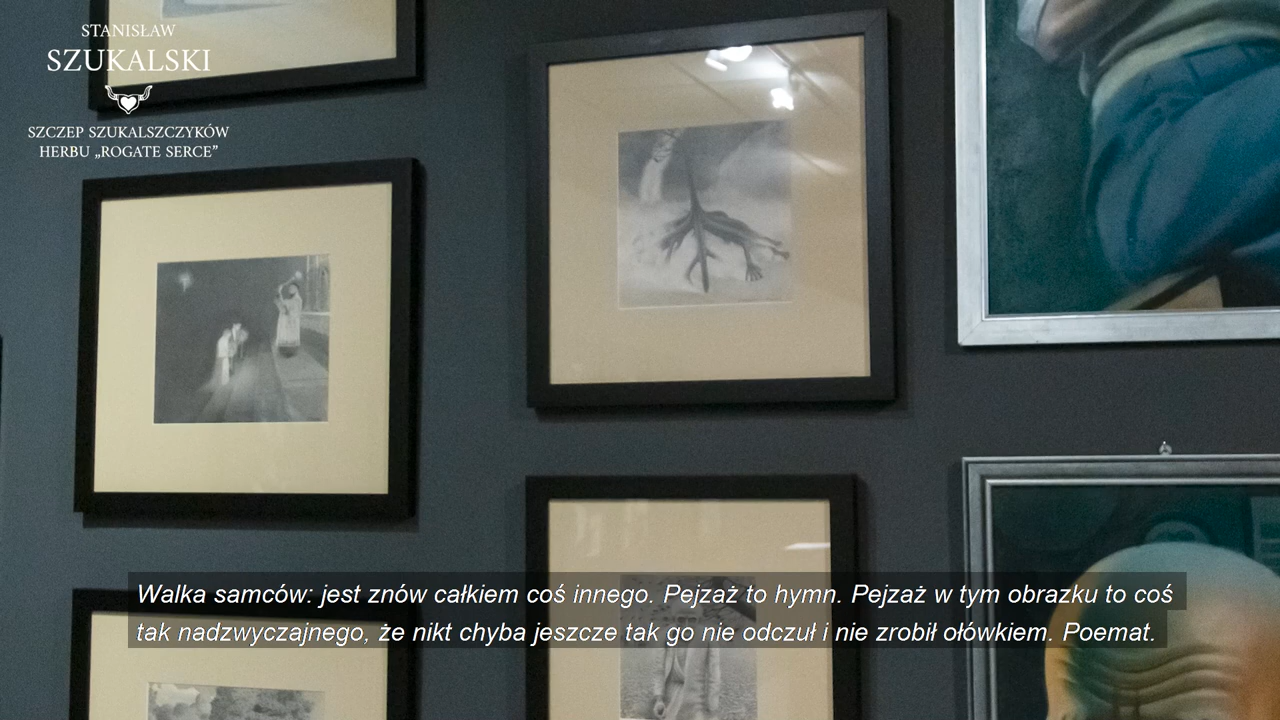 STANISŁAW
SZUKALSKI
SZCZEP SZUKALSZCZYKÓW
HERBU „ROGATE SERCE”
Walka samców: jest znów całkiem coś innego. Pejzaż to hymn. Pejzaż w tym obrazku to coś
tak nadzwyczajnego, że nikt chyba jeszcze tak go nie odczuł i nie zrobił ołówkiem. Poemat.